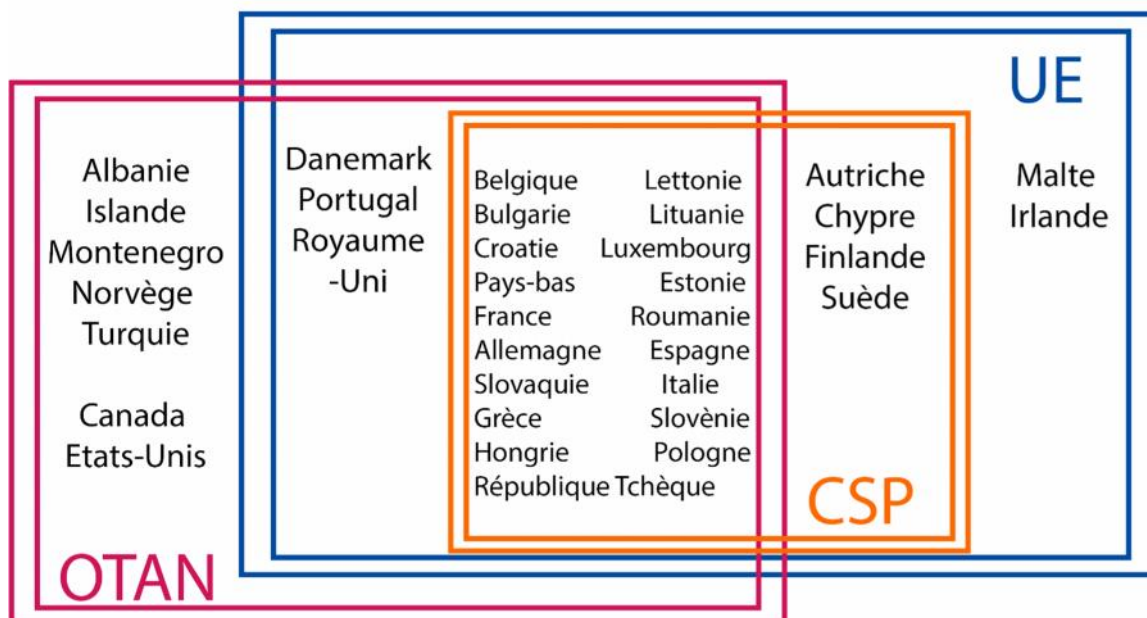 UE
Albanie
Islande
Montenegro
Norvège
Turquie
Canada
Etats-Unis
OTAN
Danemark
Portugal
Royaume
-Uni
Belgique Lettonie
Bulgarie Lituanie
Croatie Luxembourg
Pays-bas Estonie
France Roumanie
Allemagne Espagne
Slovaquie Italie
Grèce Slovènie
Hongrie Pologne
République Tchèque
CSP
Autriche
Chypre
Finlande
Suède
Malte
Irlande